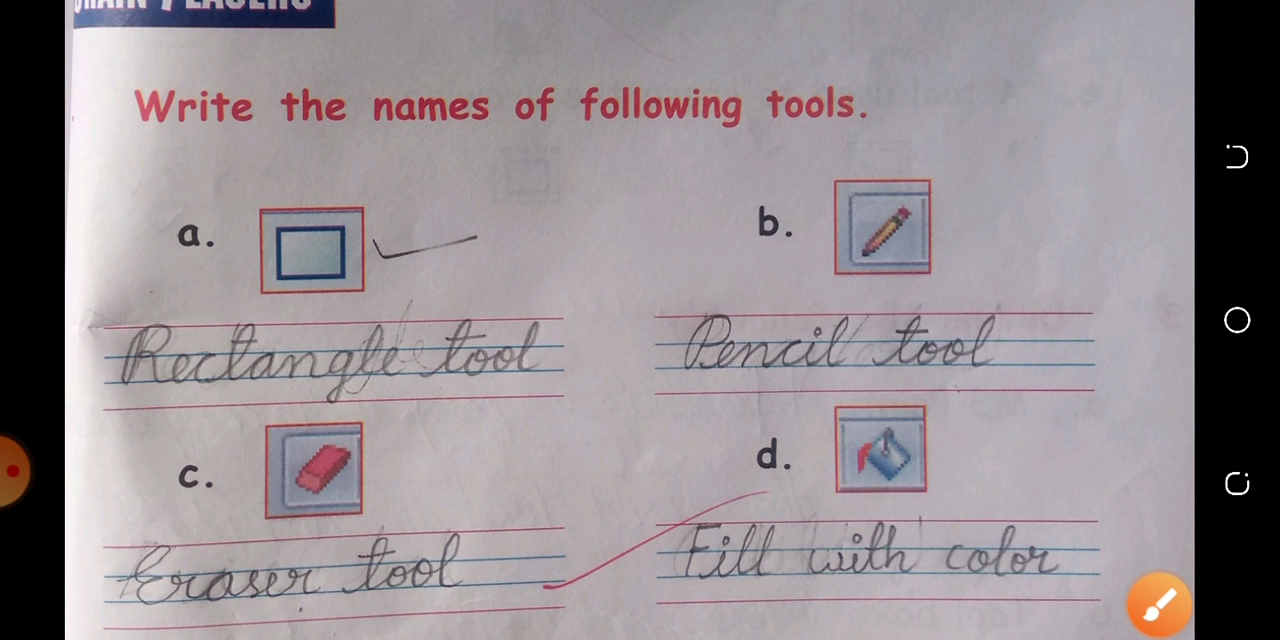 Write the names of following tools.
a.
b.
Rectangle tool
Pencil tool
c.
d.
Eraser tool
Fill with color